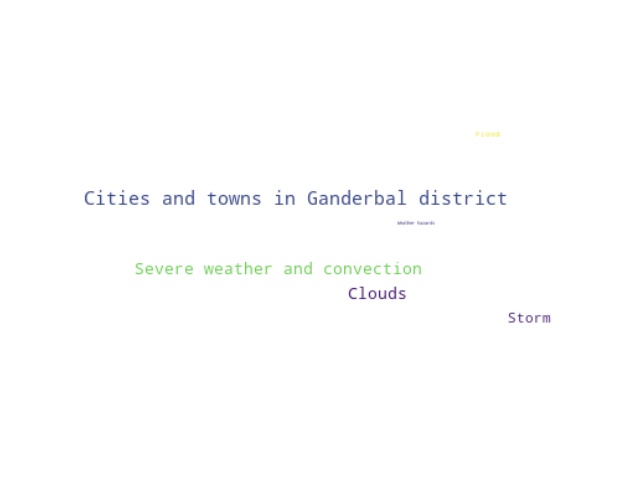 Flood
Cities and towns in Ganderbal district
Weather hazards
Severe weather and convection
Clouds
Storm